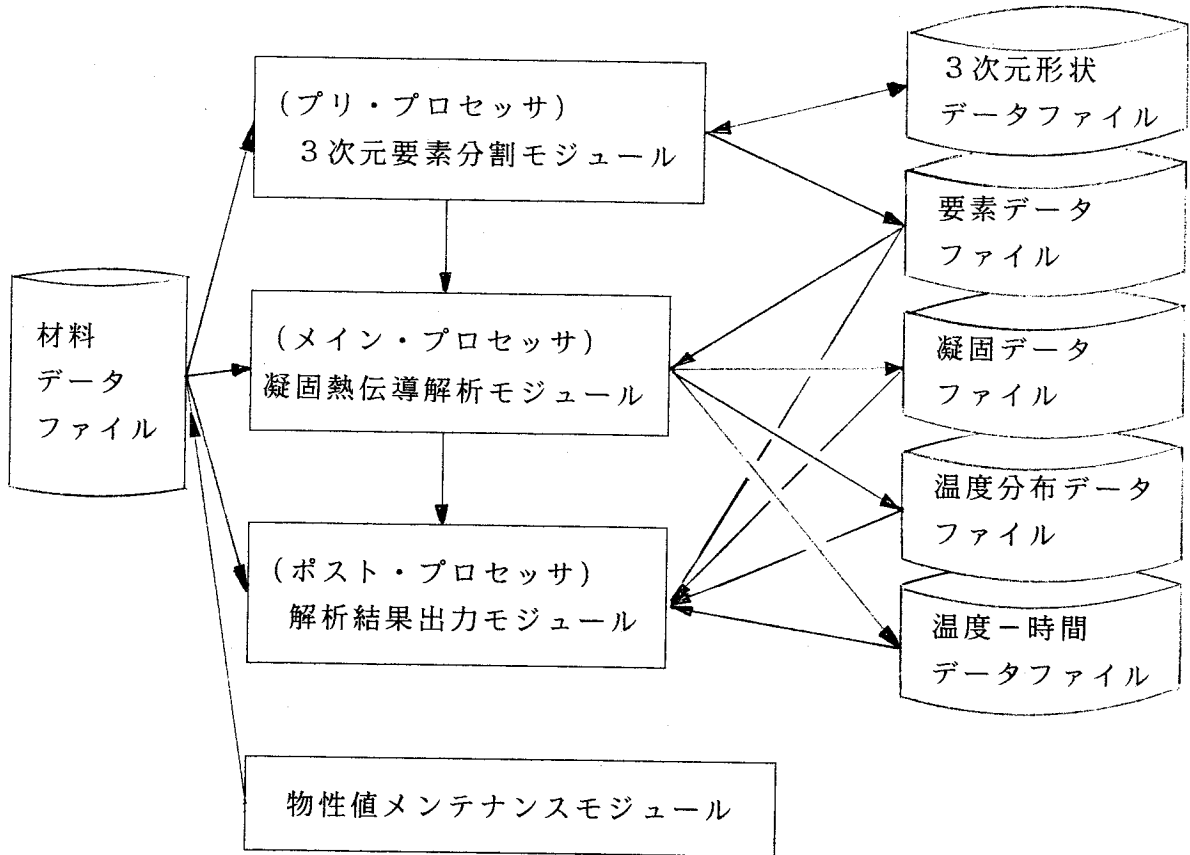 材料
データ
ファイル
(プリ・プロセッサ)
3次元要素分割モジュール
(メイン・プロセッサ)
凝固熱伝導解析モジュール
(ポスト・プロセッサ)
解析結果出力モジュール
物性値メンテナンスモジュール
3次元形状
データファイル
要素データ
ファイル
凝固データ
ファイル
温度分布データ
ファイル
温度−時間
データファイル